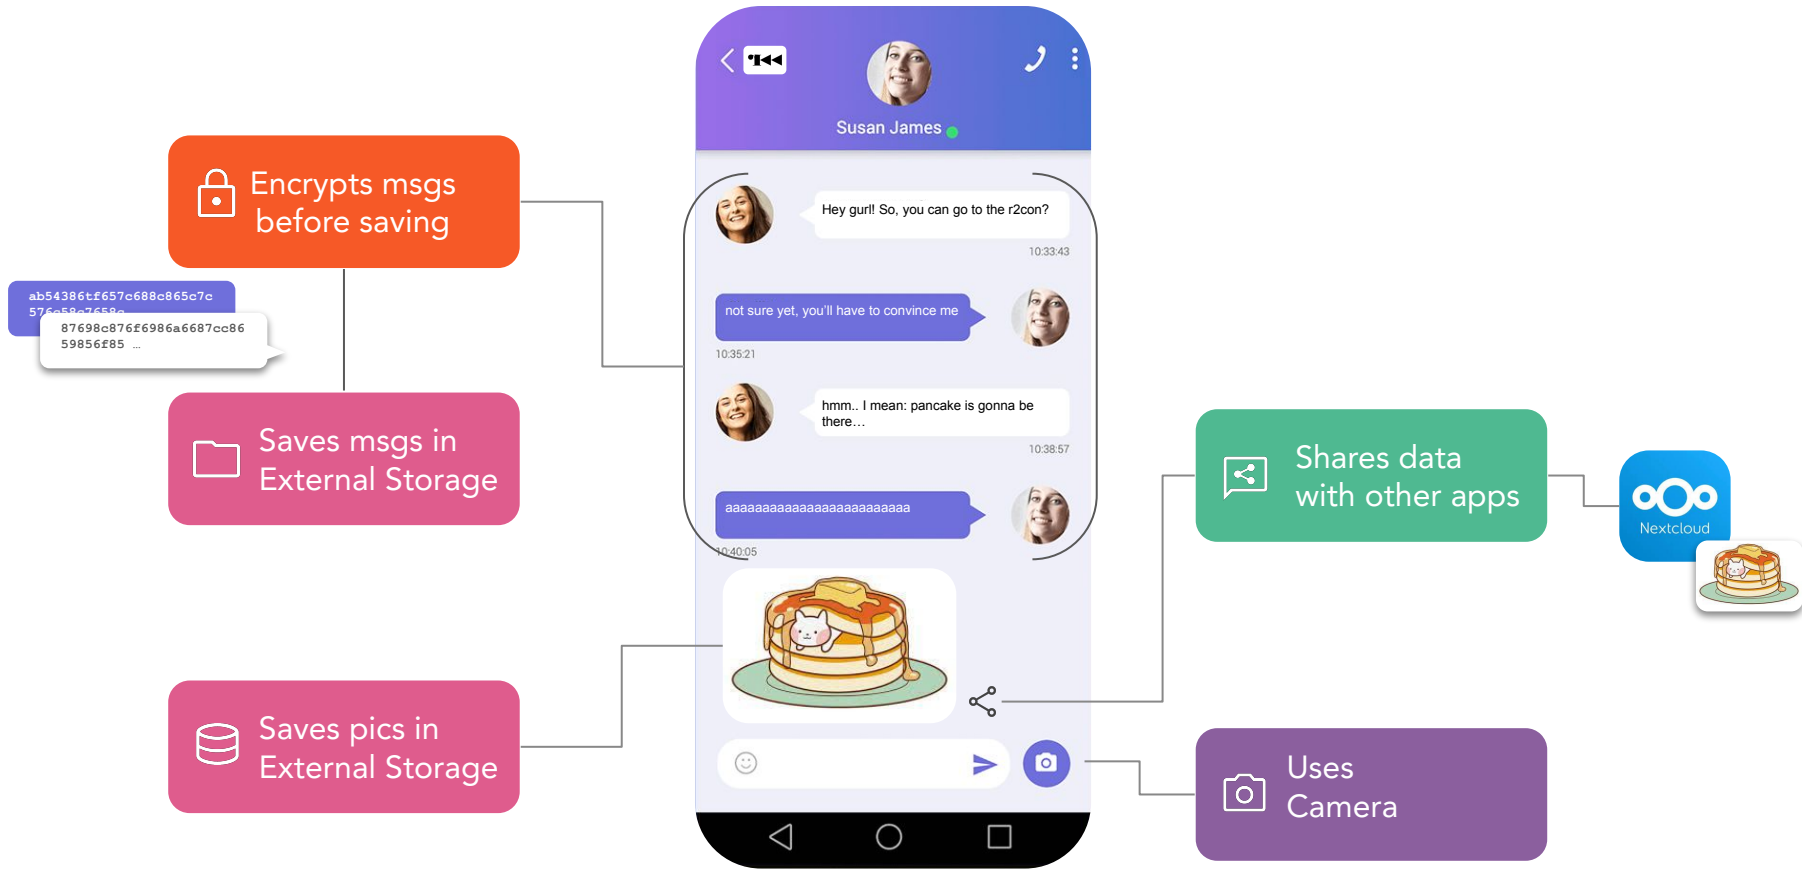 Susan James
Encrypts msgs
before saving
Hey gurl! So, you can go to the r2con?
10:33:43
ab54386tf657c688c865c7c
576c58c7658c
87698c876f6986a6687cc86
59856f85 …
not sure yet, you'll have to convince me
10:35:21
Saves msgs in
External Storage
hmm.. I mean: pancake is gonna be
there…
10:38:57
aaaaaaaaaaaaaaaaaaaaaaaaa
10:40:05
Shares data
with other apps
Nextcloud
Saves pics in
External Storage
Uses
Camera